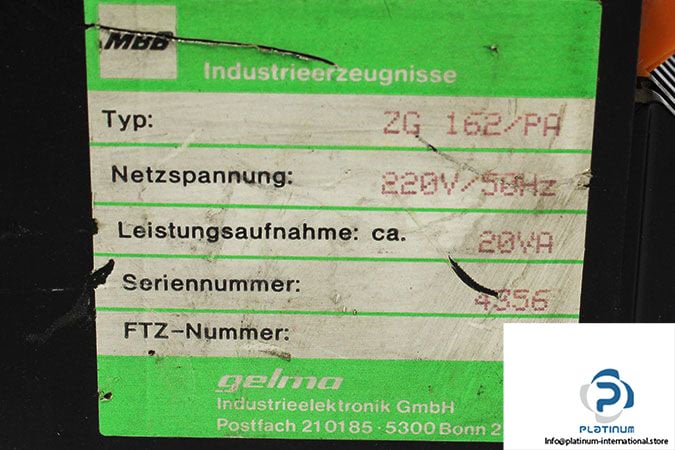 MBB
Industrieerzeugnisse
Typ: ZG 162/PA
Netzspannung: 220V/50Hz
Leistungsaufnahme: ca. 20VA
Seriennummer: 4356
FTZ-Nummer:
gelma
Industrieelektronik GmbH
Postfach 210185 · 5300 Bonn 2
PLATINUM
Info@platinum-international.store